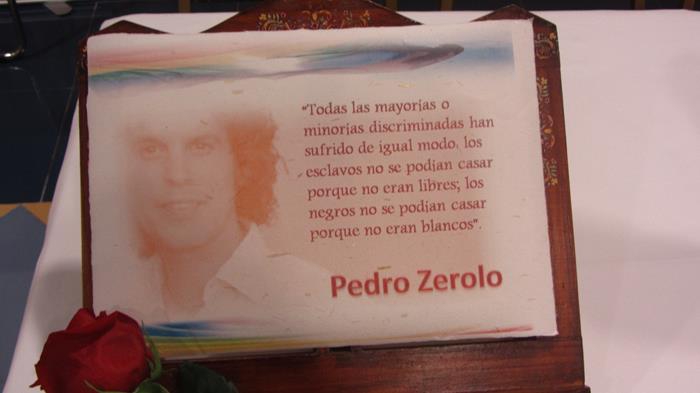 "Todas las mayorías o
minorías discriminadas han
sufrido de igual modo, los
esclavos no se podían casar
porque no eran libres; los
negros no se podían casar
porque no eran blancos".
Pedro Zerolo